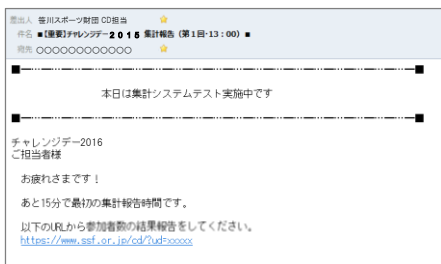 差出人 笹川スポーツ財団 CD担当
件名 ■【重要】チャレンジデー2015 集計報告（第1回・13：00）■
宛先 ○○○○○○○○○○○○
本日は集計システムテスト実施中です
チャレンジデー2016
ご担当者様
お疲れさまです！
あと15分で最初の集計報告時間です。
以下のURLから参加者数の結果報告をしてください。
https://www.ssf.or.jp/cd/?ud=xxxxx